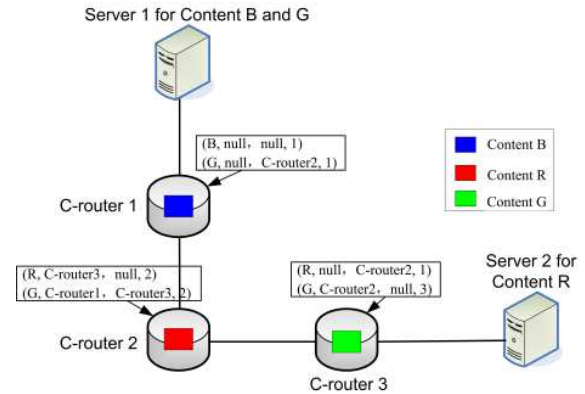 Server 1 for Content B and G
(B, null，null, 1)
(G, null，C-router2, 1)
Content B
Content R
Content G
C-router 1
(R, C-router3，null, 2)
(G, C-router1，C-router3, 2)
(R, null，C-router2, 1)
(G, C-router2，null, 3)
Server 2 for
Content R
C-router 2
C-router 3